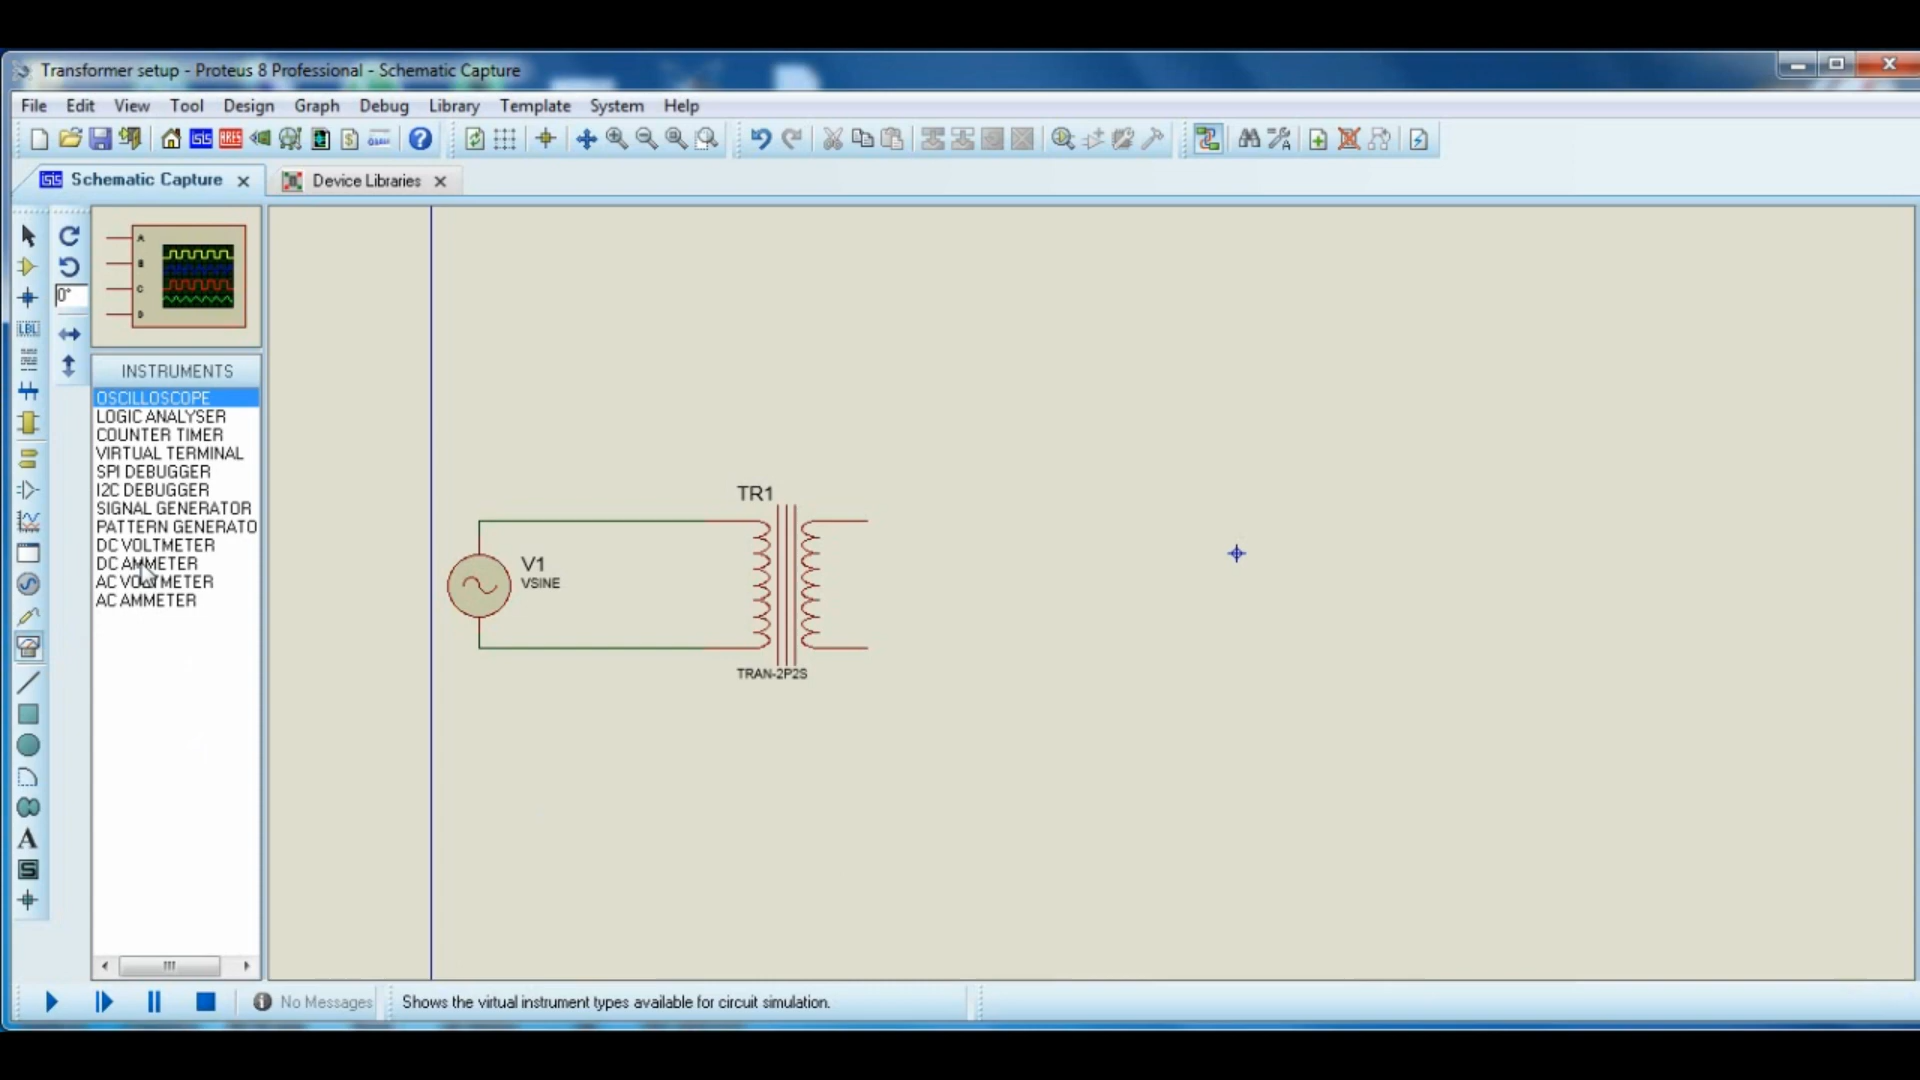 Transformer setup - Proteus 8 Professional - Schematic Capture
File Edit View Tool Design Graph Debug Library Template System Help
Schematic Capture
Device Libraries
A
B
C
D
0°
LBL
INSTRUMENTS
OSCILLOSCOPE
LOGIC ANALYSER
COUNTER TIMER
VIRTUAL TERMINAL
SPI DEBUGGER
I2C DEBUGGER
SIGNAL GENERATOR
PATTERN GENERATO
DC VOLTMETER
DC AMMETER
AC VOLTMETER
AC AMMETER
TR1
V1
VSINE
TRAN-2P2S
A
S
No Messages
Shows the virtual instrument types available for circuit simulation.